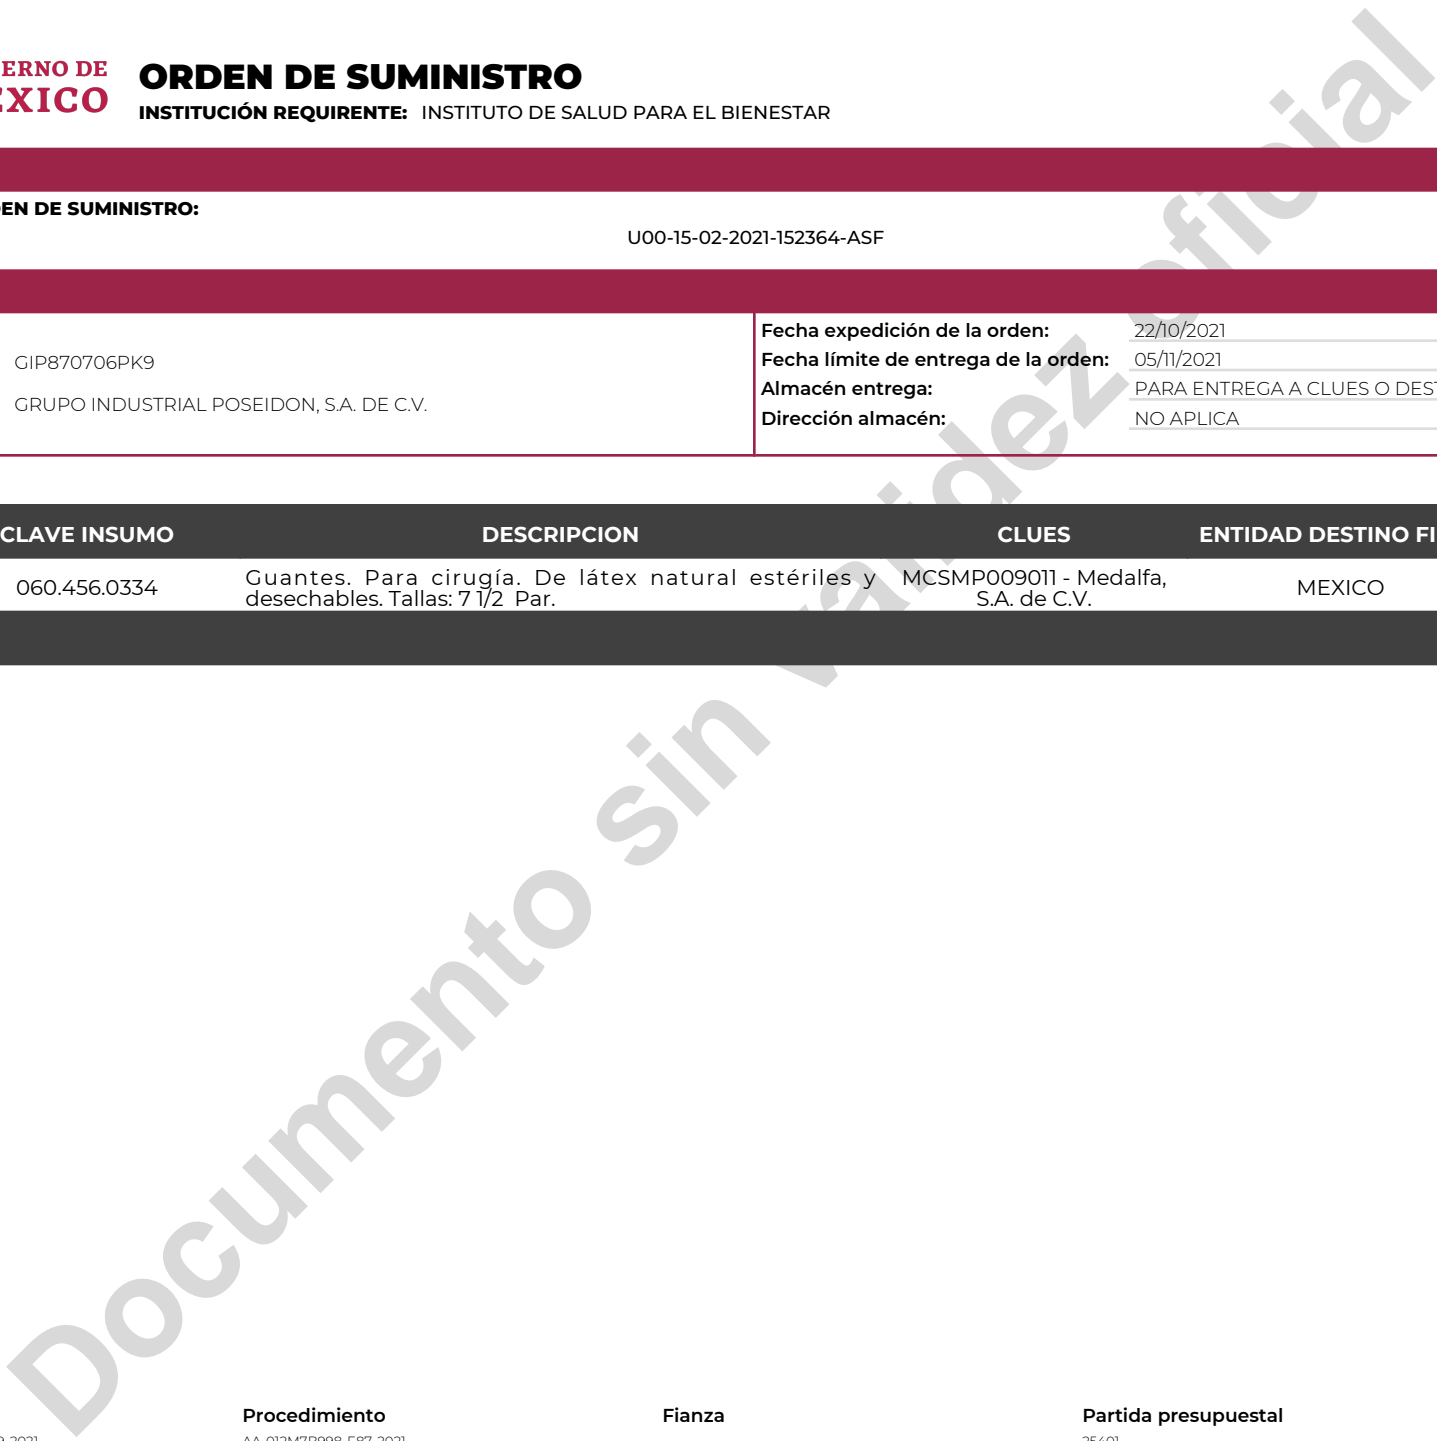 ERNO DE
ORDEN DE SUMINISTRO
EXICO
INSTITUCIÓN REQUIRENTE: INSTITUTO DE SALUD PARA EL BIENESTAR
EN DE SUMINISTRO:
U00-15-02-2021-152364-ASF
Fecha expedición de la orden: 22/10/2021
GIP870706PK9
Fecha límite de entrega de la orden: 05/11/2021
Almacén entrega: PARA ENTREGA A CLUES O DEST
GRUPO INDUSTRIAL POSEIDON, S.A. DE C.V.
Dirección almacén: NO APLICA
CLAVE INSUMO DESCRIPCION CLUES ENTIDAD DESTINO FI
060.456.0334 Guantes. Para cirugía. De látex natural estériles y desechables. Tallas: 7 1/2 Par. MCSMP009011 - Medalfa, S.A. de C.V. MEXICO
Documento sin validez oficial
Procedimiento Fianza Partida presupuestal